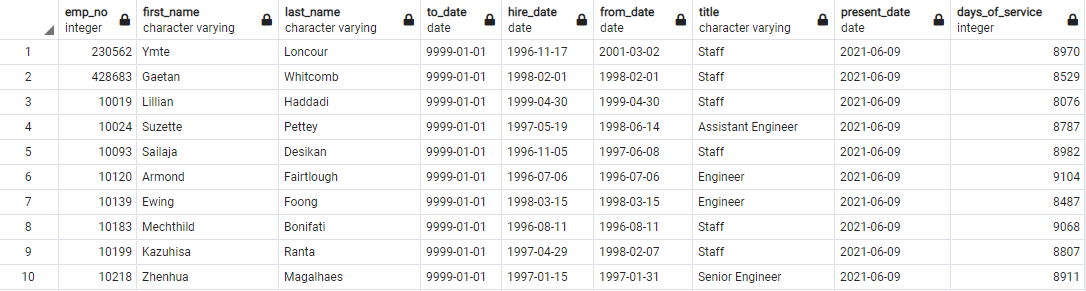 emp_no first_name last_name to_date hire_date from_date title present_date days_of_service
integer character varying character varying date date date character varying date integer
1 230562 Ymte Loncour 9999-01-01 1996-11-17 2001-03-02 Staff 2021-06-09 8970
2 428683 Gaetan Whitcomb 9999-01-01 1998-02-01 1998-02-01 Staff 2021-06-09 8529
3 10019 Lillian Haddadi 9999-01-01 1999-04-30 1999-04-30 Staff 2021-06-09 8076
4 10024 Suzette Pettey 9999-01-01 1997-05-19 1998-06-14 Assistant Engineer 2021-06-09 8787
5 10093 Sailaja Desikan 9999-01-01 1996-11-05 1997-06-08 Staff 2021-06-09 8982
6 10120 Armond Fairtlough 9999-01-01 1996-07-06 1996-07-06 Engineer 2021-06-09 9104
7 10139 Ewing Foong 9999-01-01 1998-03-15 1998-03-15 Engineer 2021-06-09 8487
8 10183 Mechthild Bonifati 9999-01-01 1996-08-11 1996-08-11 Staff 2021-06-09 9068
9 10199 Kazuhisa Ranta 9999-01-01 1997-04-29 1998-02-07 Staff 2021-06-09 8807
10 10218 Zhenhua Magalhaes 9999-01-01 1997-01-15 1997-01-31 Senior Engineer 2021-06-09 8911